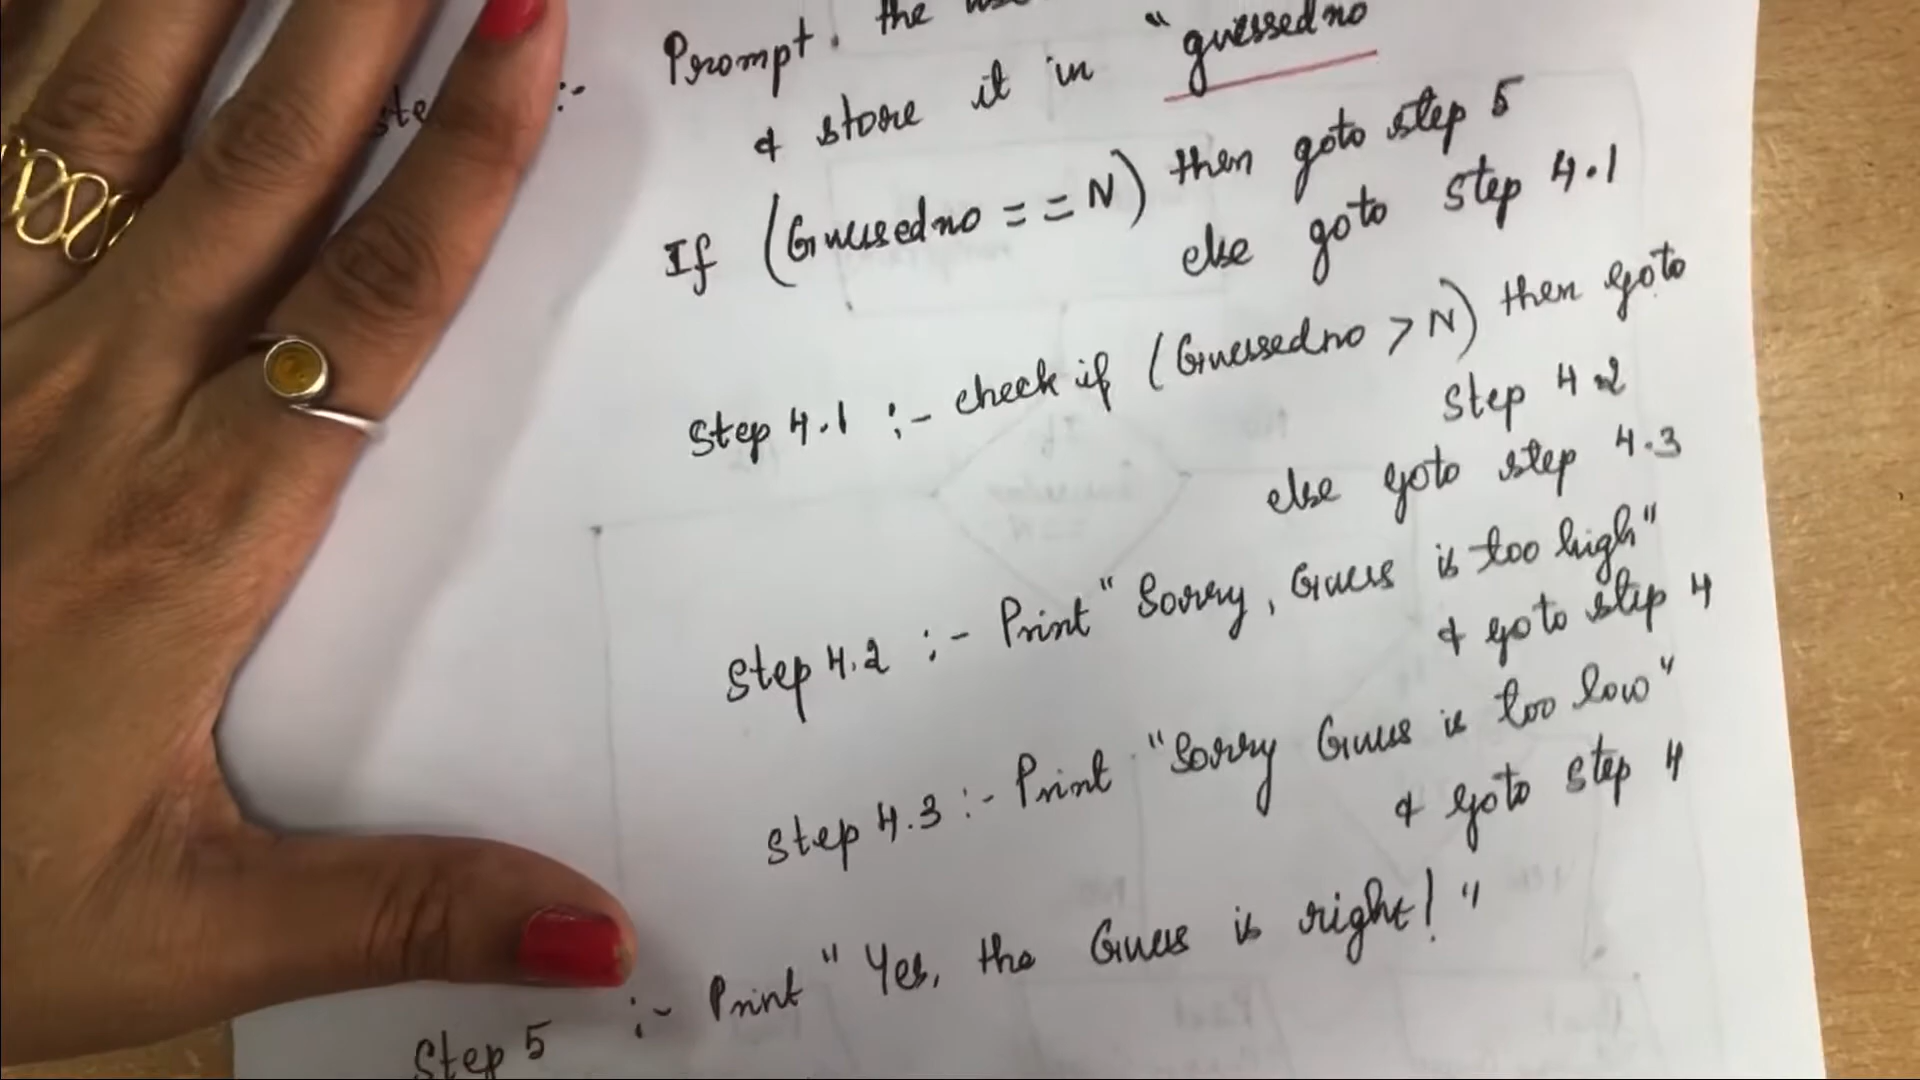 Prompt. the
ste :-
& store it in "guessedno
If (Guessedno == N) then goto step 5
else goto step 4.1
Step 4.1 :- check if (Guessedno > N) then goto
step 4.2
else goto step 4.3
Step 4.2 :- Print "Sorry, Guess is too high"
& goto step 4
Step 4.3 :- Print "Sorry Guess is too low"
& goto step 4
Step 5 :- Print "Yes, the Guess is right!"